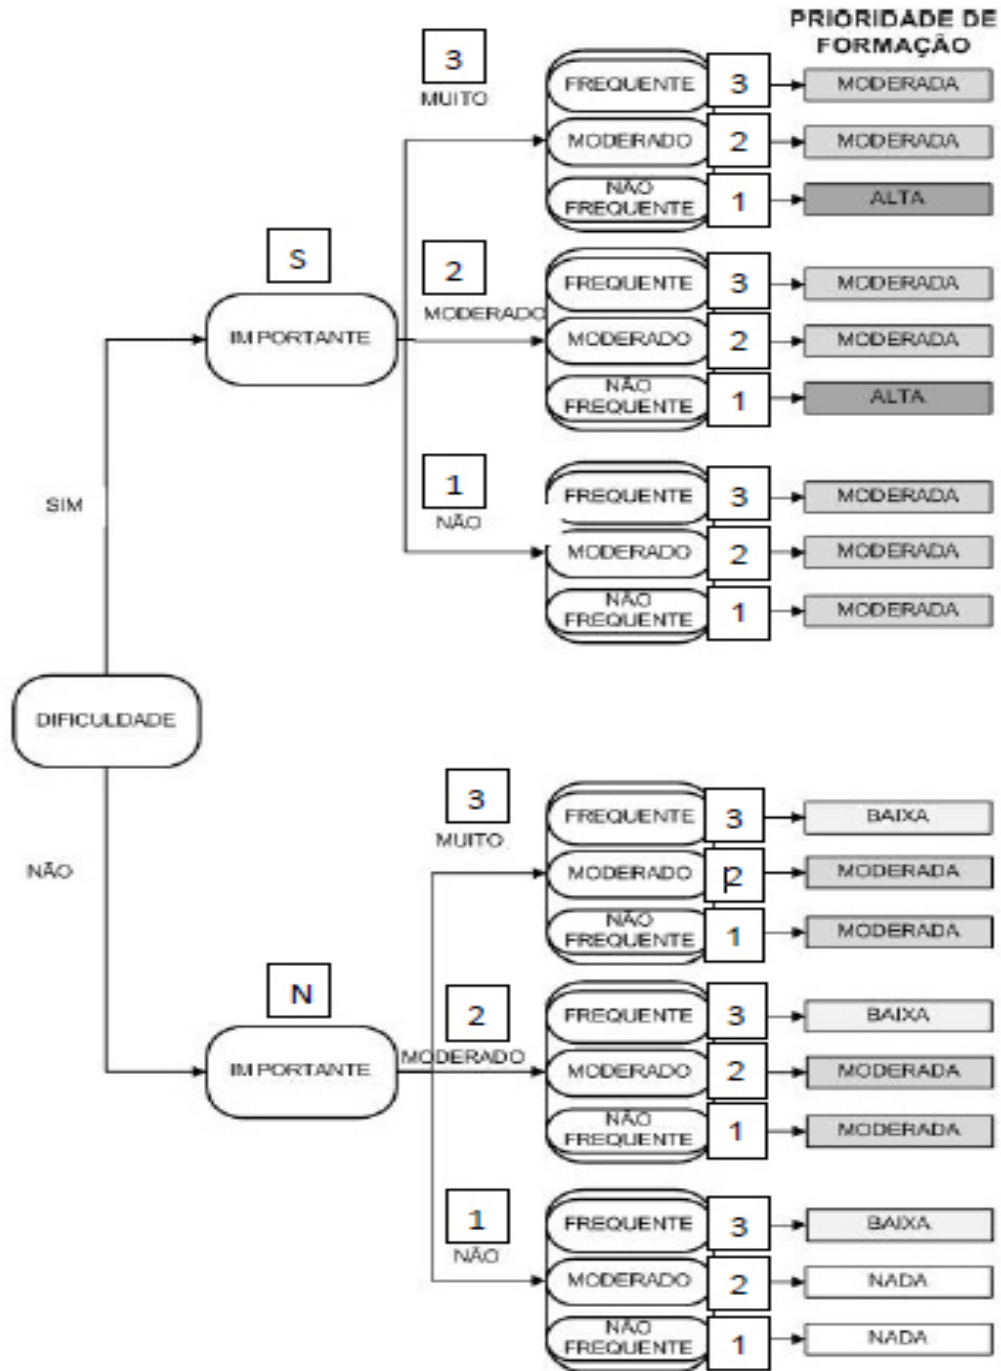 PRIORIDADE DE
FORMAÇÃO
3
MUITO
FREQUENTE 3 MODERADA
MODERADO 2 MODERADA
NÃO
FREQUENTE 1 ALTA
S
IMPORTANTE
2
MODERADO
FREQUENTE 3 MODERADA
MODERADO 2 MODERADA
NÃO
FREQUENTE 1 ALTA
SIM
1
NÃO
FREQUENTE 3 MODERADA
MODERADO 2 MODERADA
NÃO
FREQUENTE 1 MODERADA
DIFICULDADE
NÃO
3
MUITO
FREQUENTE 3 BAIXA
MODERADO 2 MODERADA
NÃO
FREQUENTE 1 MODERADA
N
IMPORTANTE
2
MODERADO
FREQUENTE 3 BAIXA
MODERADO 2 MODERADA
NÃO
FREQUENTE 1 MODERADA
1
NÃO
FREQUENTE 3 BAIXA
MODERADO 2 NADA
NÃO
FREQUENTE 1 NADA